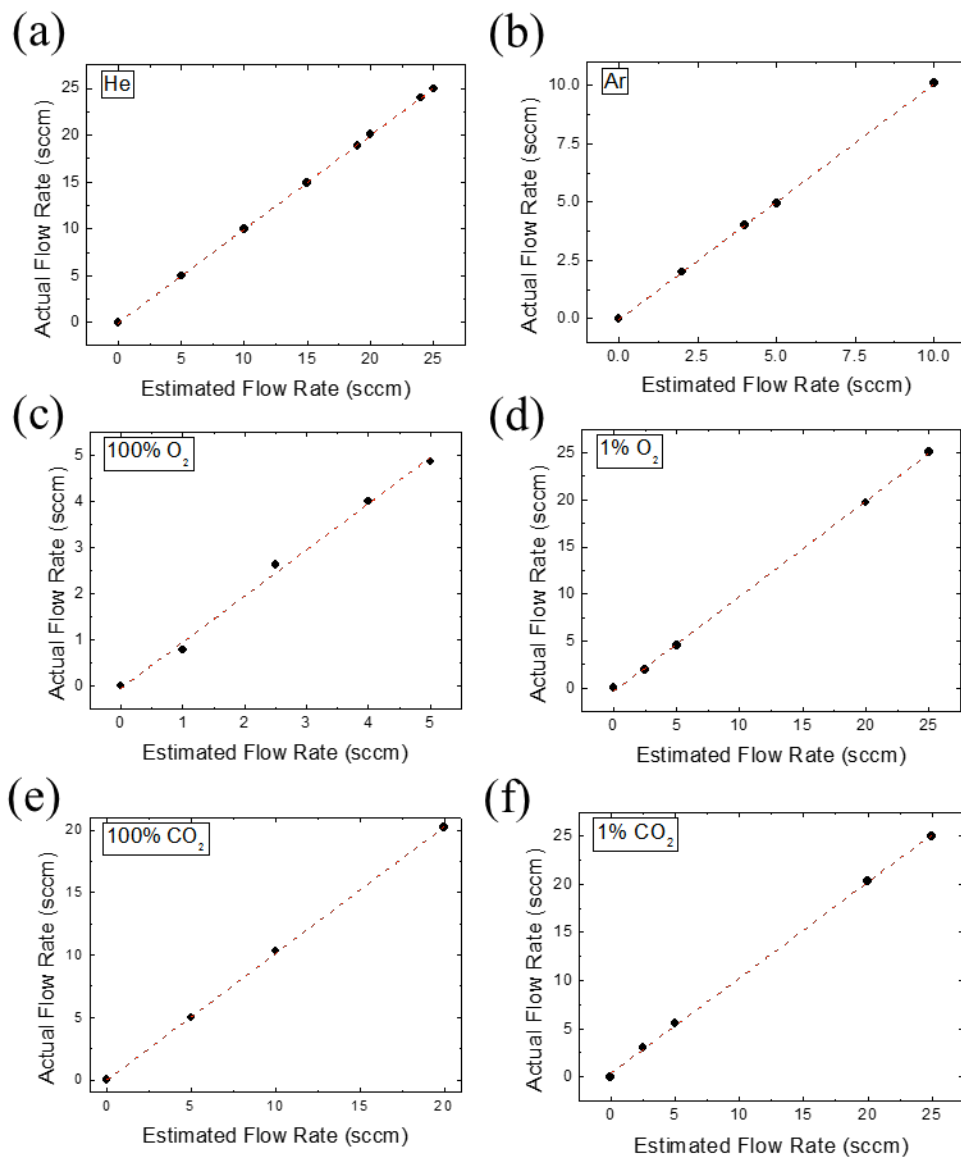 (a)
He
25
20
15
10
5
0
0 5 10 15 20 25
Actual Flow Rate (sccm)
Estimated Flow Rate (sccm)
(b)
Ar
10.0
7.5
5.0
2.5
0.0
0.0 2.5 5.0 7.5 10.0
Actual Flow Rate (sccm)
Estimated Flow Rate (sccm)
(c)
100% O₂
5
4
3
2
1
0
0 1 2 3 4 5
Actual Flow Rate (sccm)
Estimated Flow Rate (sccm)
(d)
1% O₂
25
20
15
10
5
0
0 5 10 15 20 25
Actual Flow Rate (sccm)
Estimated Flow Rate (sccm)
(e)
100% CO₂
20
15
10
5
0
0 5 10 15 20
Actual Flow Rate (sccm)
Estimated Flow Rate (sccm)
(f)
1% CO₂
25
20
15
10
5
0
0 5 10 15 20 25
Actual Flow Rate (sccm)
Estimated Flow Rate (sccm)